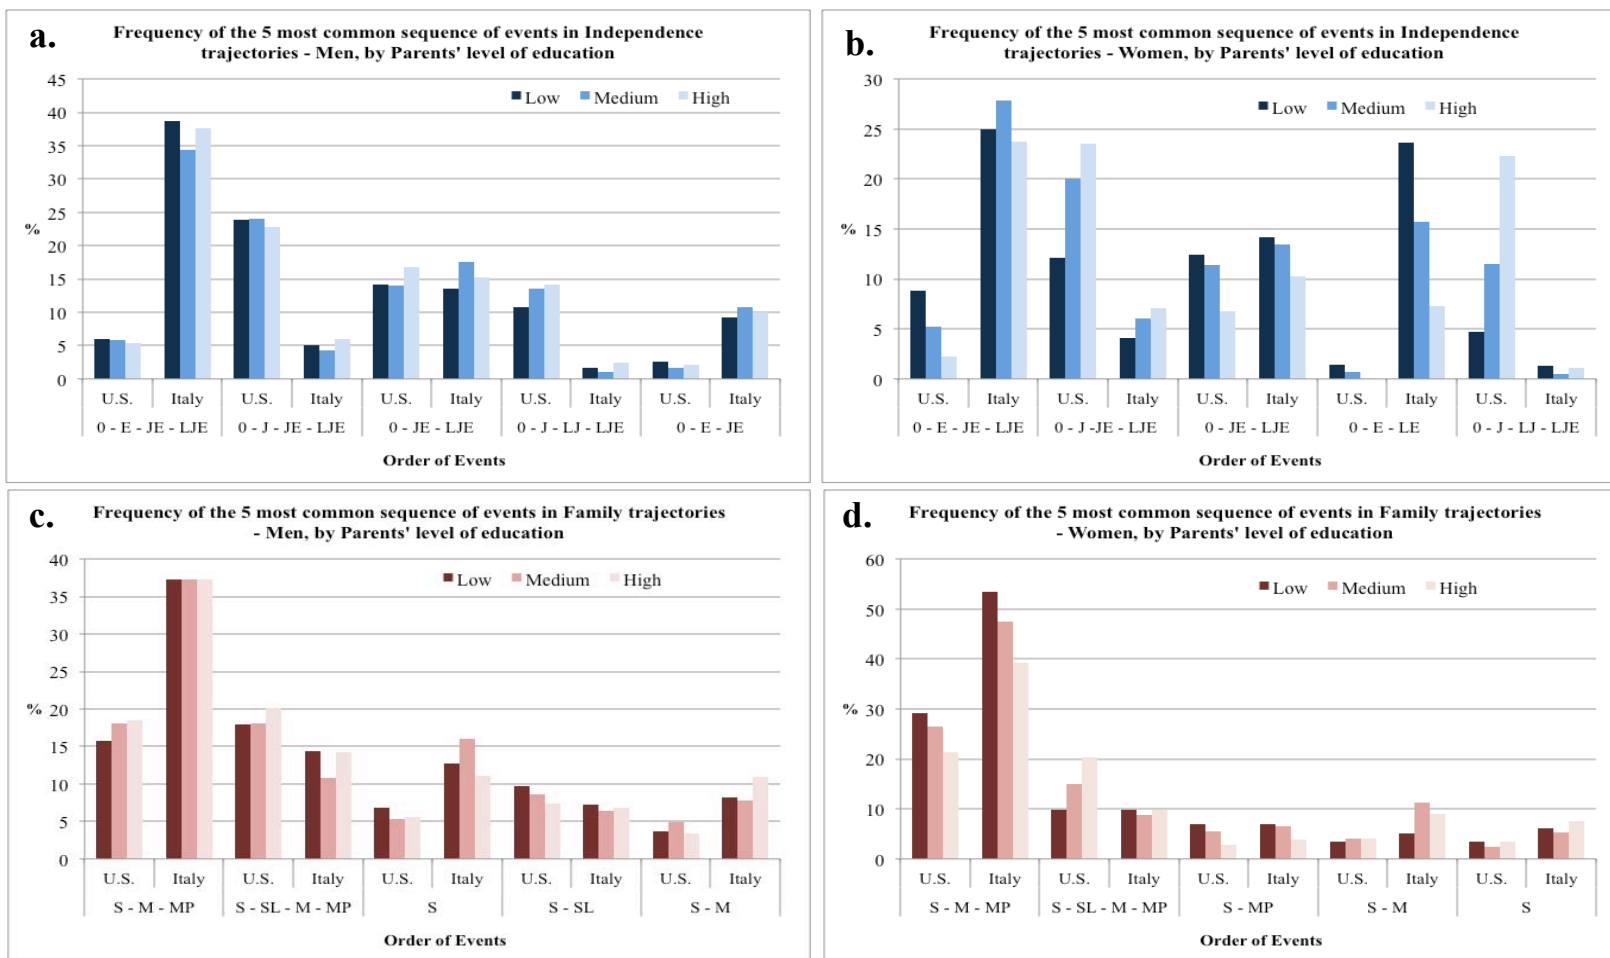 a.
Frequency of the 5 most common sequence of events in Independence
trajectories - Men, by Parents' level of education
45
40
35
30
25
20
15
10
5
0
%
Low Medium High
U.S. Italy U.S. Italy U.S. Italy U.S. Italy U.S. Italy
0 - E - JE - LJE 0 - J - JE - LJE 0 - JE - LJE 0 - J - LJ - LJE 0 - E - JE
Order of Events
b.
Frequency of the 5 most common sequence of events in Independence
trajectories - Women, by Parents' level of education
30
25
20
15
10
5
0
%
Low Medium High
U.S. Italy U.S. Italy U.S. Italy U.S. Italy U.S. Italy
0 - E - JE - LJE 0 - J -JE - LJE 0 - JE - LJE 0 - E - LE 0 - J - LJ - LJE
Order of Events
c.
Frequency of the 5 most common sequence of events in Family trajectories
- Men, by Parents' level of education
40
35
30
25
20
15
10
5
0
%
Low Medium High
U.S. Italy U.S. Italy U.S. Italy U.S. Italy U.S. Italy
S - M - MP S - SL - M - MP S S - SL S - M
Order of Events
d.
Frequency of the 5 most common sequence of events in Family trajectories
- Women, by Parents' level of education
60
50
40
30
20
10
0
%
Low Medium High
U.S. Italy U.S. Italy U.S. Italy U.S. Italy U.S. Italy
S - M - MP S - SL - M - MP S - MP S - M S
Order of Events